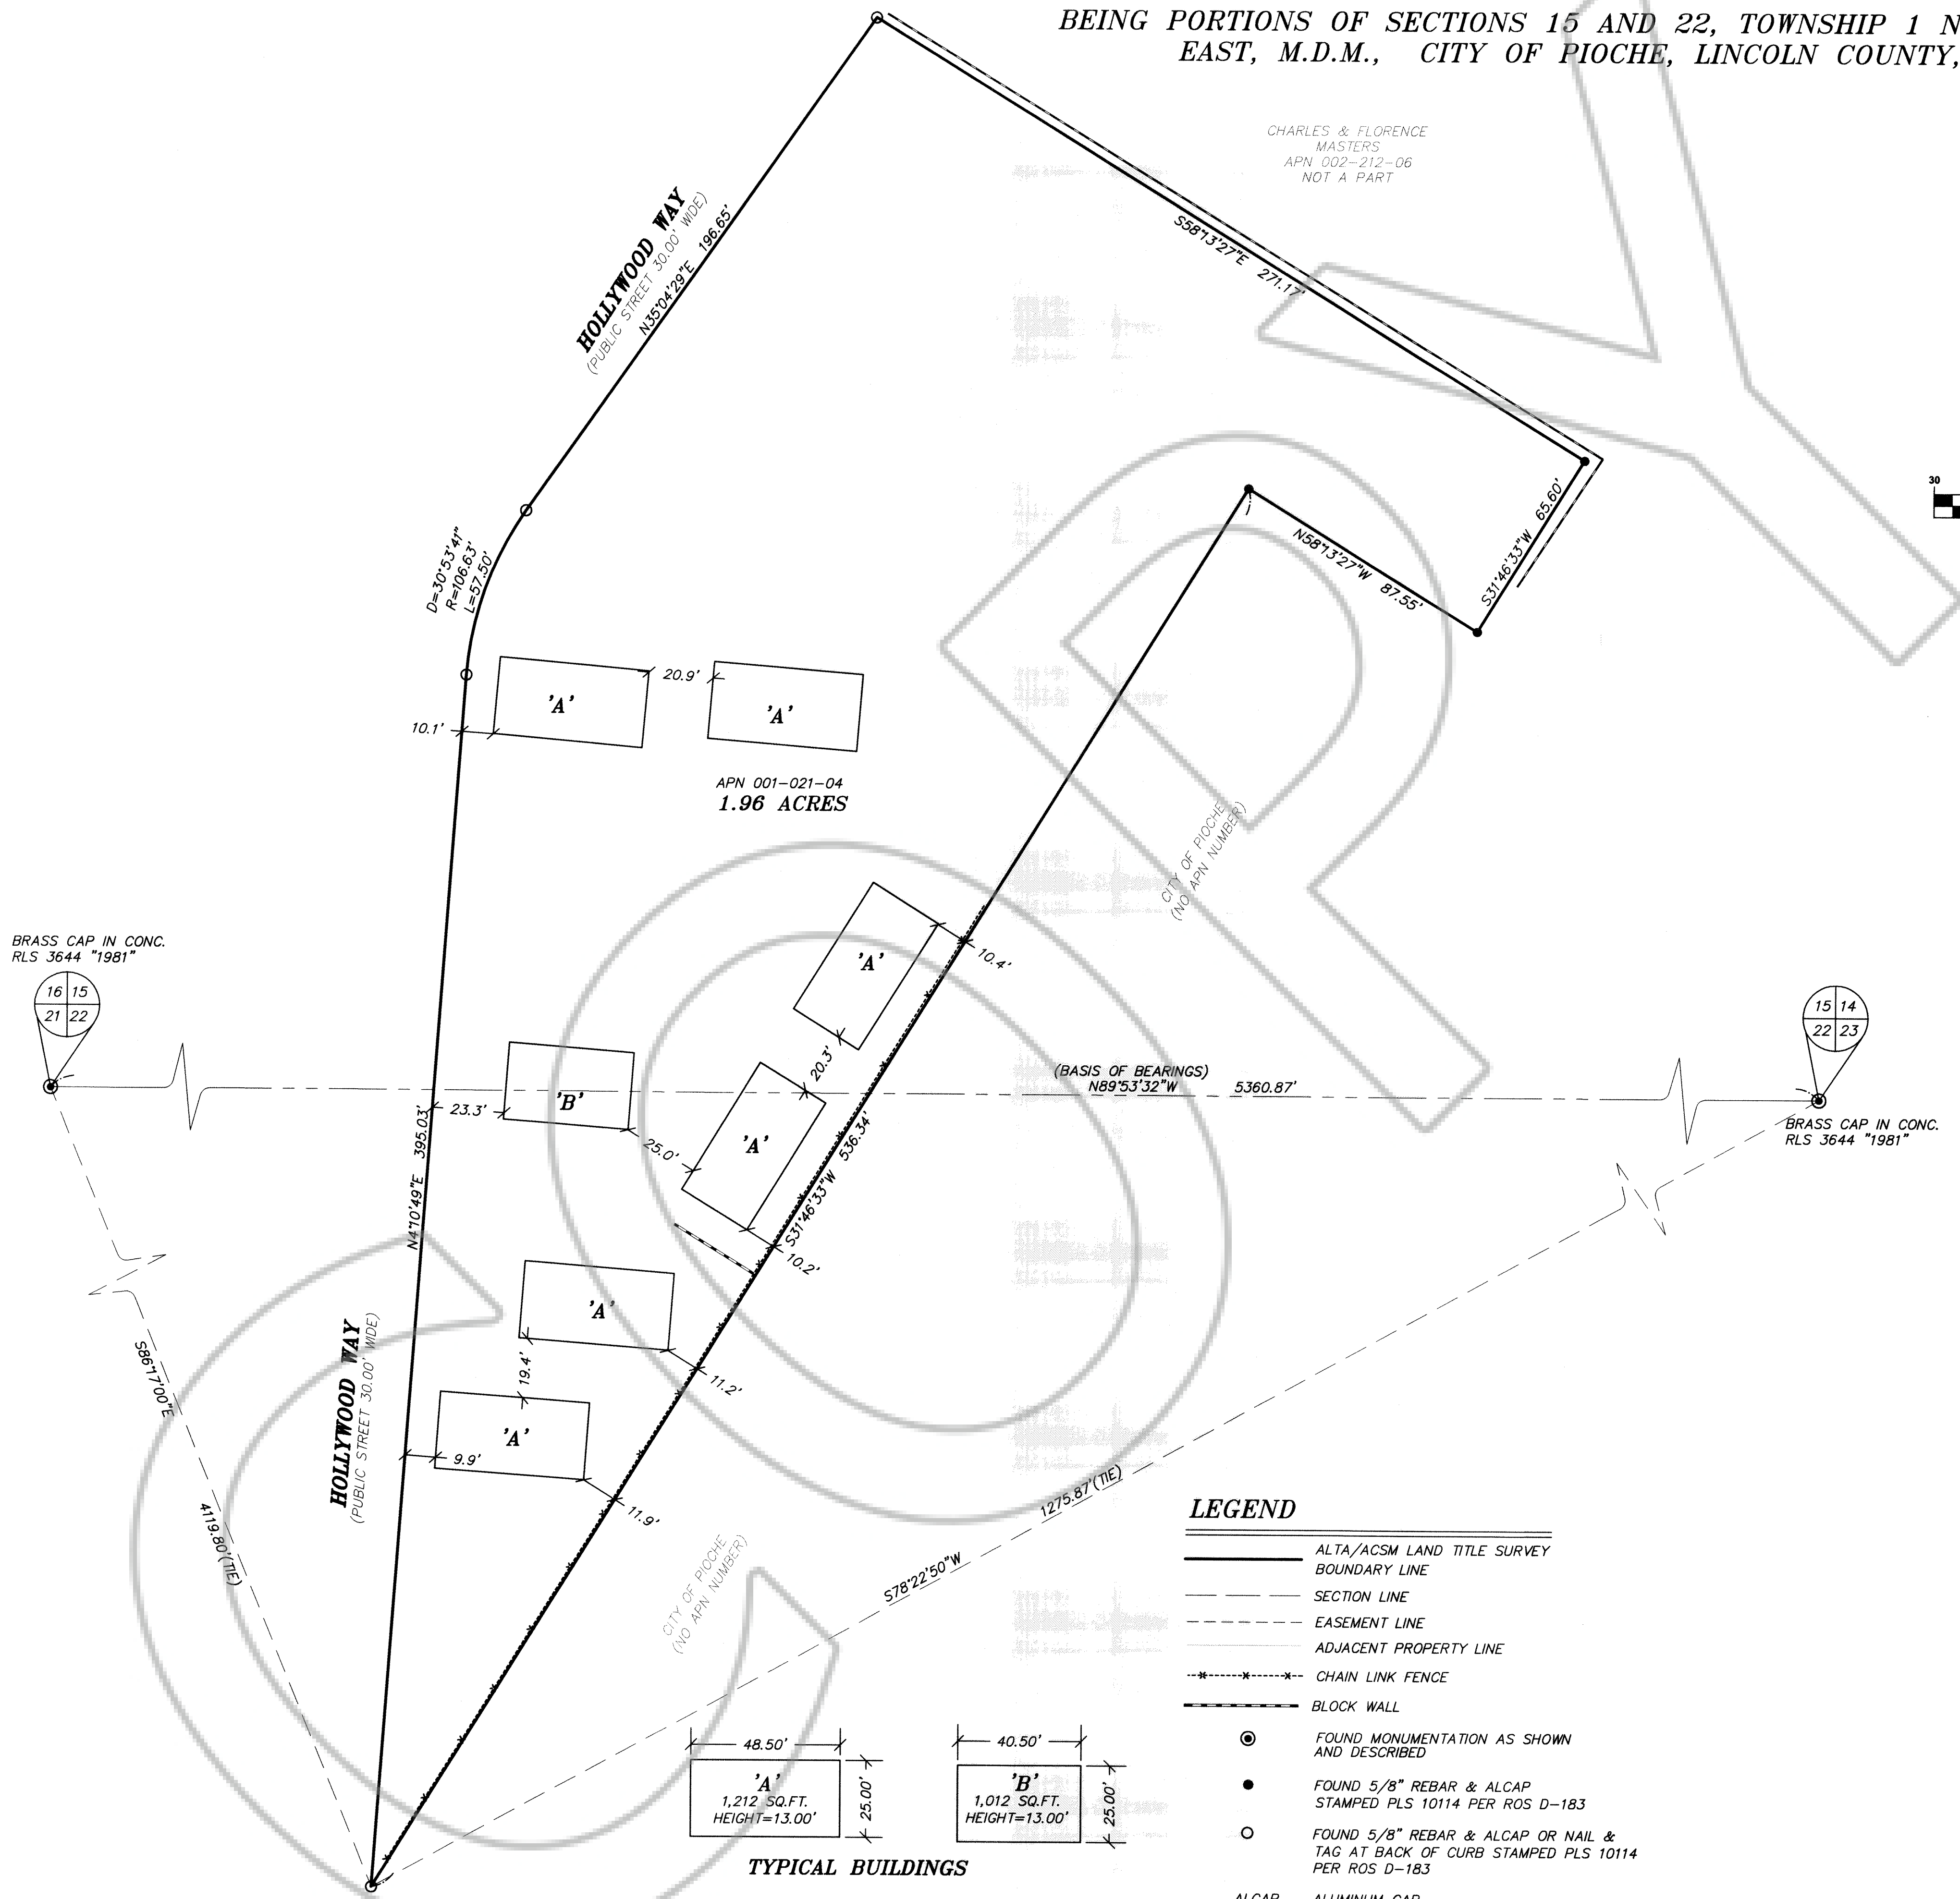 BEING PORTIONS OF SECTIONS 15 AND 22, TOWNSHIP 1 N
EAST, M.D.M., CITY OF PIOCHE, LINCOLN COUNTY,
CHARLES & FLORENCE
MASTERS
APN 002-212-06
NOT A PART
HOLLYWOOD WAY
(PUBLIC STREET 30.00' WIDE)
N35°04'29"E 196.65'
S58°13'27"E 271.17'
S31°46'33"W 65.60'
N58°13'27"W 87.55'
30
D=30°53'41"
R=106.63'
L=57.50'
'A'
20.9'
'A'
10.1'
APN 001-021-04
1.96 ACRES
CITY OF PIOCHE
(NO APN NUMBER)
'A'
10.4'
BRASS CAP IN CONC.
RLS 3644 "1981"
16 15
21 22
15 14
22 23
BRASS CAP IN CONC.
RLS 3644 "1981"
(BASIS OF BEARINGS)
N89°53'32"W 5360.87'
20.3'
'B'
23.3'
25.0'
'A'
N4°10'49"E 395.03'
S31°46'33"W 536.34'
10.2'
'A'
19.4'
11.2'
'A'
9.9'
11.9'
HOLLYWOOD WAY
(PUBLIC STREET 30.00' WIDE)
S86°17'00"E
4119.80'(TIE)
CITY OF PIOCHE
(NO APN NUMBER)
S78°22'50"W
1275.87'(TIE)
48.50'
'A'
1,212 SQ.FT.
HEIGHT=13.00'
25.00'
40.50'
'B'
1,012 SQ.FT.
HEIGHT=13.00'
25.00'
TYPICAL BUILDINGS
LEGEND
ALTA/ACSM LAND TITLE SURVEY
BOUNDARY LINE
SECTION LINE
EASEMENT LINE
ADJACENT PROPERTY LINE
CHAIN LINK FENCE
BLOCK WALL
FOUND MONUMENTATION AS SHOWN
AND DESCRIBED
FOUND 5/8" REBAR & ALCAP
STAMPED PLS 10114 PER ROS D-183
FOUND 5/8" REBAR & ALCAP OR NAIL &
TAG AT BACK OF CURB STAMPED PLS 10114
PER ROS D-183
ALCAP ALUMINUM CAP
COPY